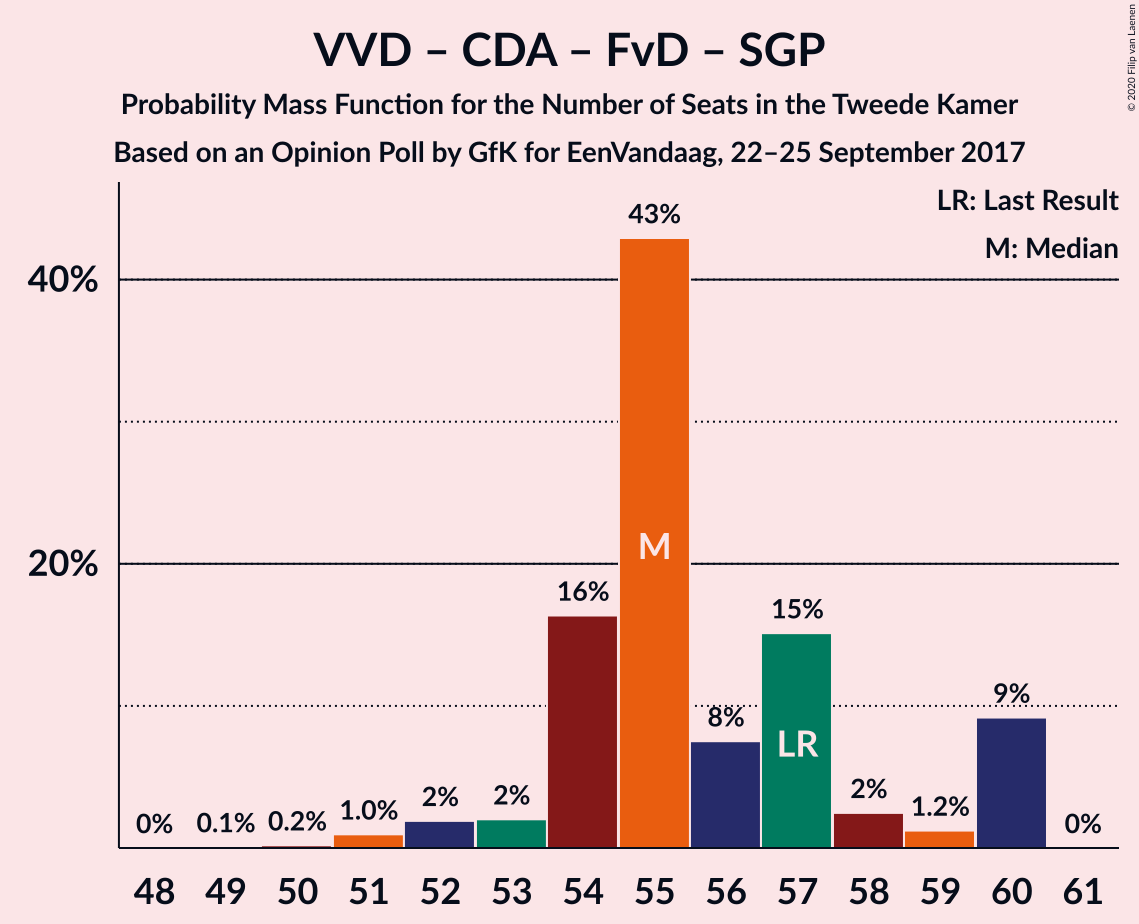 VVD – CDA – FvD – SGP
Probability Mass Function for the Number of Seats in the Tweede Kamer
Based on an Opinion Poll by GfK for EenVandaag, 22–25 September 2017
© 2020 Filip van Laenen
LR: Last Result
M: Median
43%
40%
M
20%
16%
15%
LR
9%
8%
2%
2%
2%
1.2%
1.0%
0.2%
0.1%
0%
0%
48 49 50 51 52 53 54 55 56 57 58 59 60 61